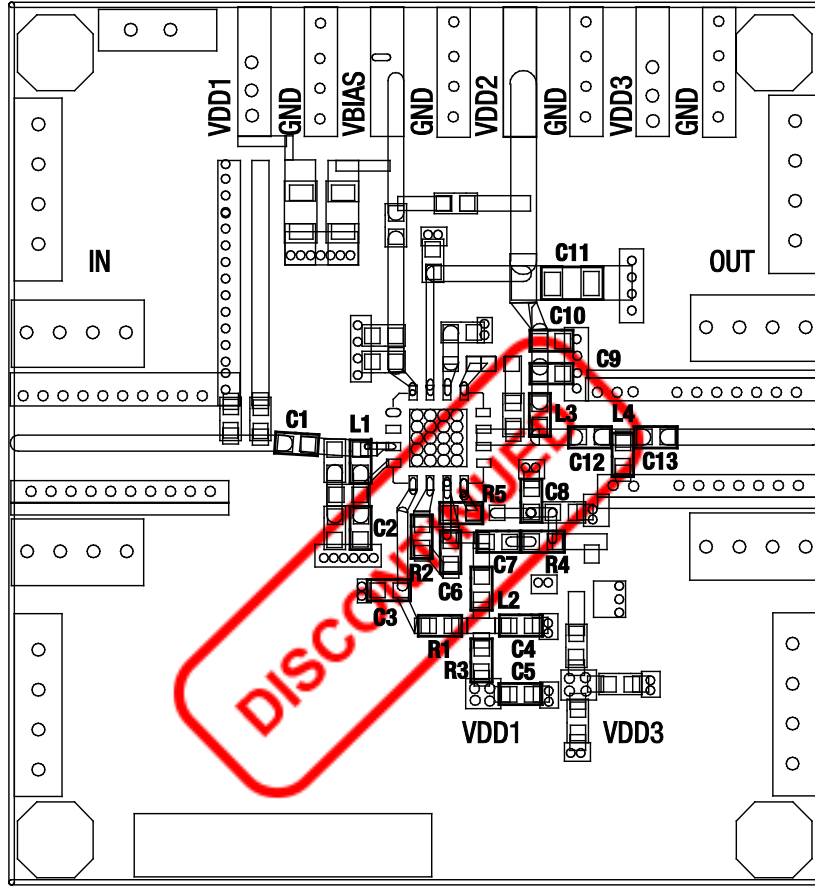 VDD1
GND
VBIAS
GND
VDD2
GND
VDD3
GND
IN
OUT
C11
C10
C9
L3
L4
C1
L1
C12
C13
C8
R5
C2
R2
C7
R4
C6
C3
L2
R1
C4
R3
C5
VDD1
VDD3
DISCONTINUED